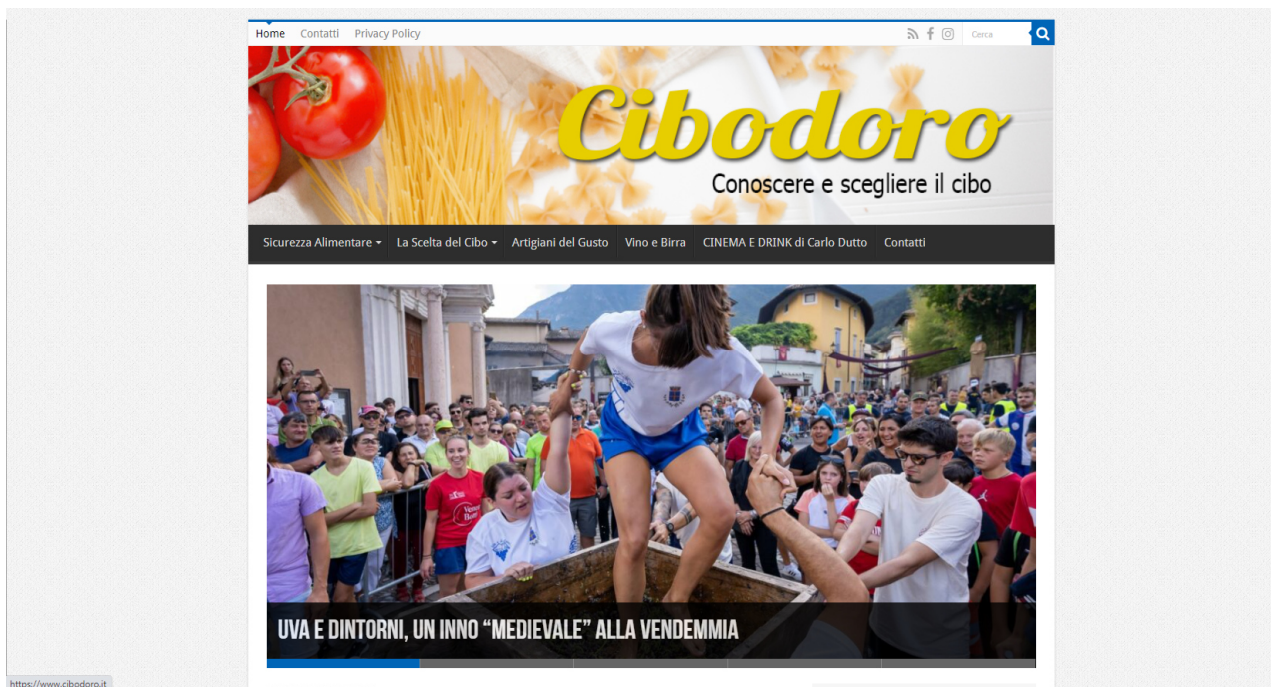 Home Contatti Privacy Policy Cerca
Cibodoro
Conoscere e scegliere il cibo
Sicurezza Alimentare La Scelta del Cibo Artigiani del Gusto Vino e Birra CINEMA E DRINK di Carlo Dutto Contatti
UVA E DINTORNI, UN INNO “MEDIEVALE” ALLA VENDEMMIA
https://www.cibodoro.it